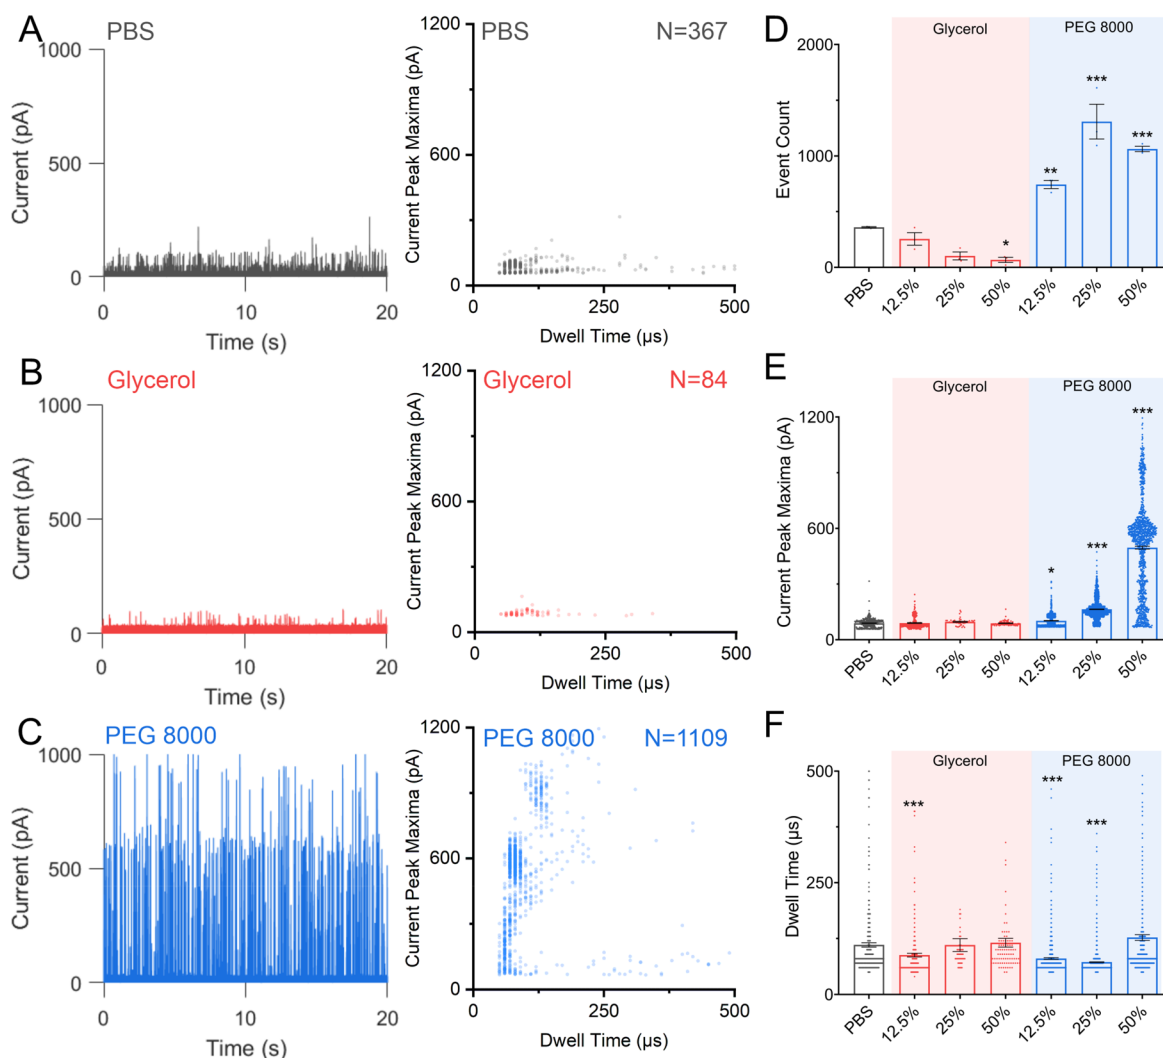 A
PBS
1000
500
0
Current (pA)
0
10
20
Time (s)
PBS
N=367
1200
600
0
Current Peak Maxima (pA)
0
250
500
Dwell Time (µs)
B
Glycerol
1000
500
0
Current (pA)
0
10
20
Time (s)
Glycerol
N=84
1200
600
0
Current Peak Maxima (pA)
0
250
500
Dwell Time (µs)
C
PEG 8000
1000
500
0
Current (pA)
0
10
20
Time (s)
PEG 8000
N=1109
1200
600
0
Current Peak Maxima (pA)
0
250
500
Dwell Time (µs)
D
Glycerol
PEG 8000
2000
1000
0
Event Count
*
**
***
***
PBS
12.5%
25%
50%
12.5%
25%
50%
E
Glycerol
PEG 8000
1200
600
0
Current Peak Maxima (pA)
*
***
***
PBS
12.5%
25%
50%
12.5%
25%
50%
F
Glycerol
PEG 8000
500
250
0
Dwell Time (µs)
***
***
***
PBS
12.5%
25%
50%
12.5%
25%
50%